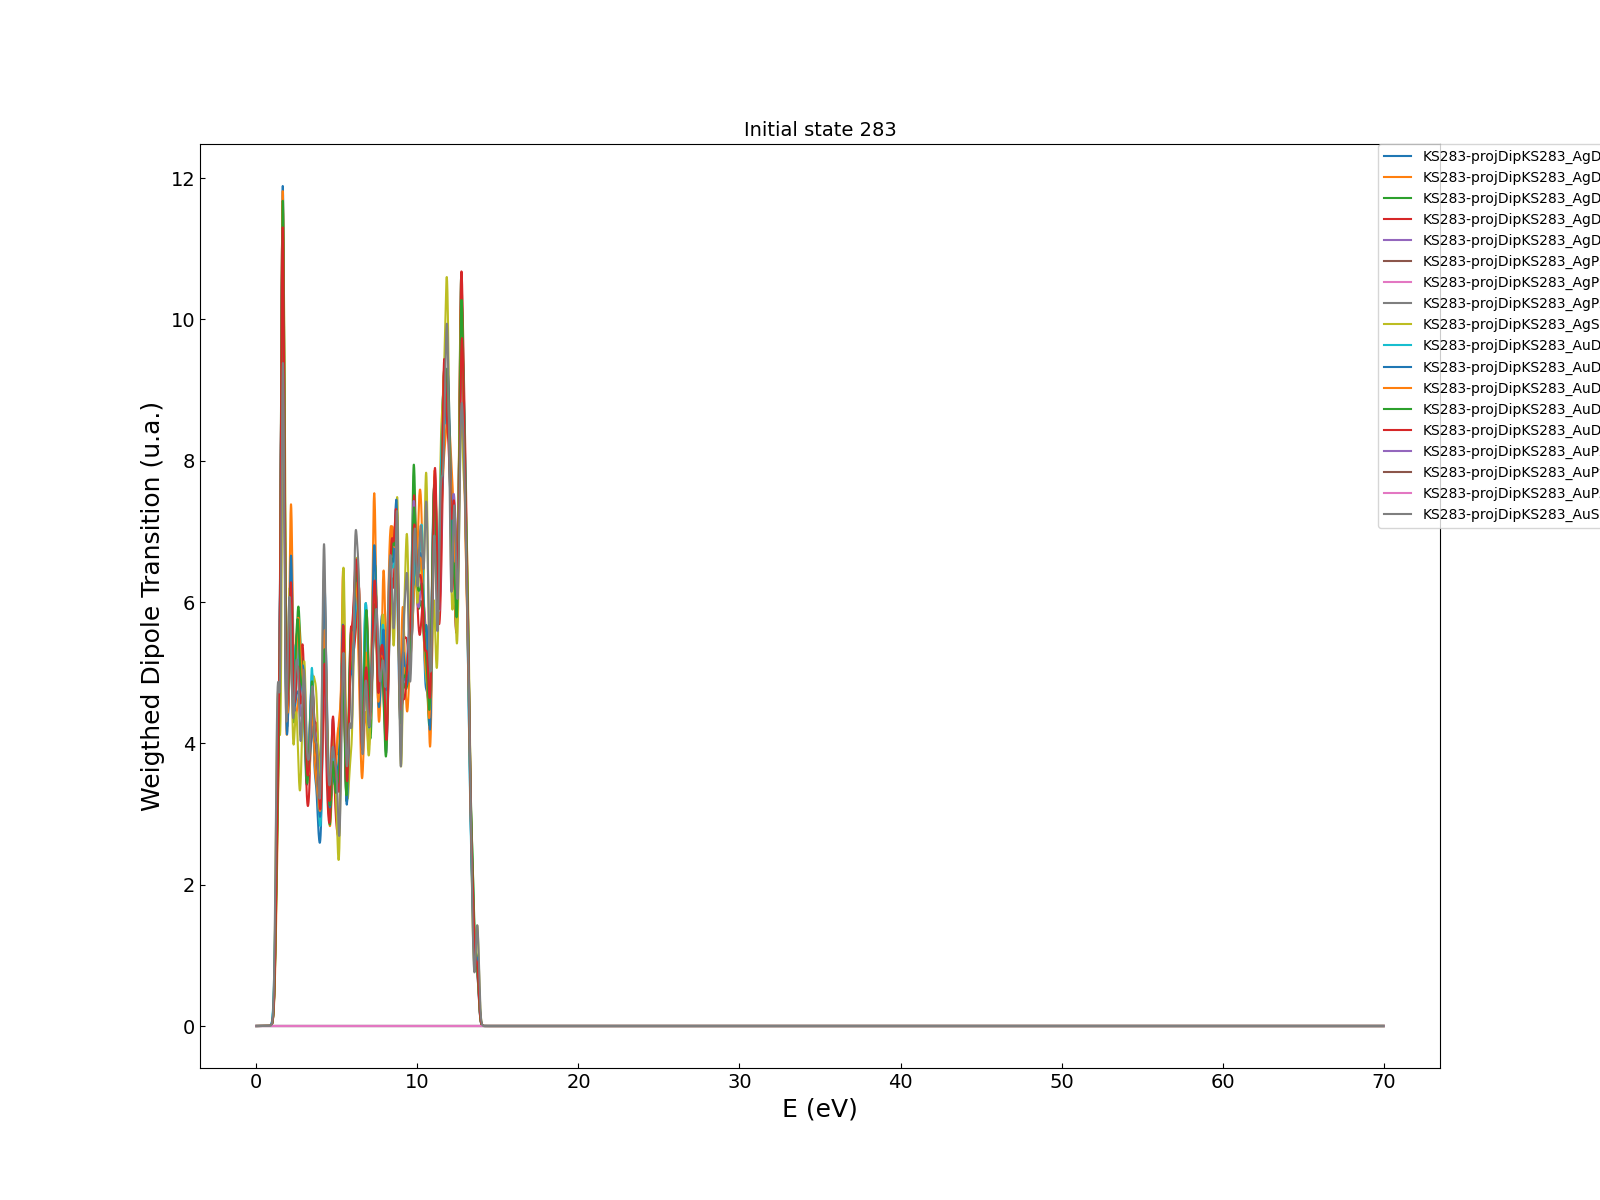 Initial state 283
12
10
8
6
4
2
0
Weigthed Dipole Transition (u.a.)
0 10 20 30 40 50 60 70
E (eV)
KS283-projDipKS283_AgD
KS283-projDipKS283_AgD
KS283-projDipKS283_AgD
KS283-projDipKS283_AgD
KS283-projDipKS283_AgD
KS283-projDipKS283_AgP
KS283-projDipKS283_AgP
KS283-projDipKS283_AgP
KS283-projDipKS283_AgS
KS283-projDipKS283_AuD
KS283-projDipKS283_AuD
KS283-projDipKS283_AuD
KS283-projDipKS283_AuD
KS283-projDipKS283_AuD
KS283-projDipKS283_AuP
KS283-projDipKS283_AuP
KS283-projDipKS283_AuP
KS283-projDipKS283_AuS